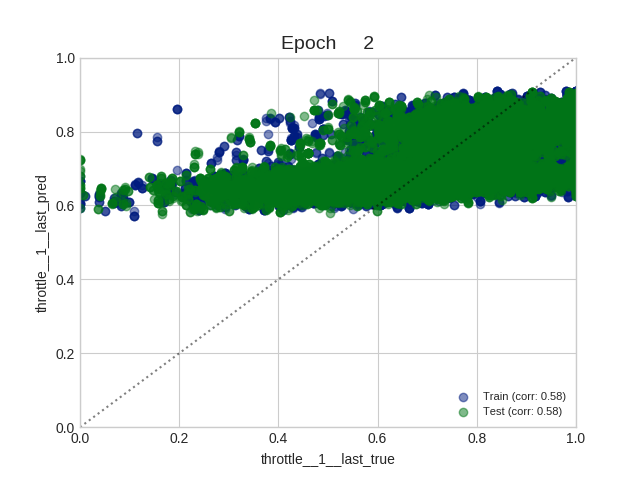 Epoch 2
1.0
0.8
0.6
0.4
0.2
0.0
throttle__1__last_pred
0.0 0.2 0.4 0.6 0.8 1.0
throttle__1__last_true
Train (corr: 0.58)
Test (corr: 0.58)